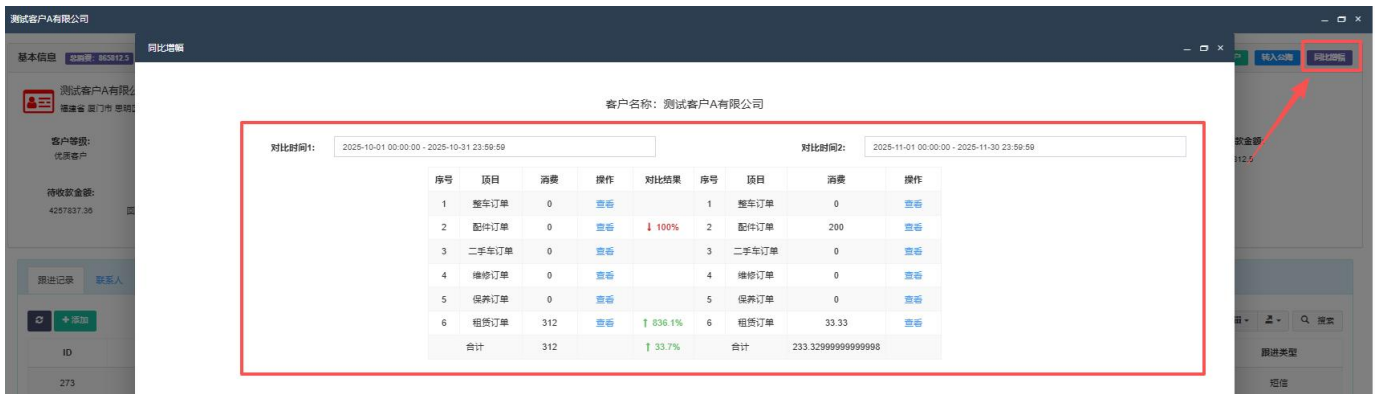 测试客户A有限公司
基本信息 总消费: 865812.5
同比增幅
转入公海 同比增幅
测试客户A有限公
福建省 厦门市 思明
客户名称：测试客户A有限公司
客户等级:
优质客户
款金额:
312.5
对比时间1: 2025-10-01 00:00:00 - 2025-10-31 23:59:59 对比时间2: 2025-11-01 00:00:00 - 2025-11-30 23:59:59
序号 项目 消费 操作 对比结果 序号 项目 消费 操作
1 整车订单 0 查看 1 整车订单 0 查看
2 配件订单 0 查看 ↓ 100% 2 配件订单 200 查看
3 二手车订单 0 查看 3 二手车订单 0 查看
4 维修订单 0 查看 4 维修订单 0 查看
5 保养订单 0 查看 5 保养订单 0 查看
6 租赁订单 312 查看 ↑ 836.1% 6 租赁订单 33.33 查看
合计 312 ↑ 33.7% 合计 233.32999999999998
待收款金额:
4257837.36
跟进记录 联系人
+添加
搜索
ID 跟进类型
273 短信